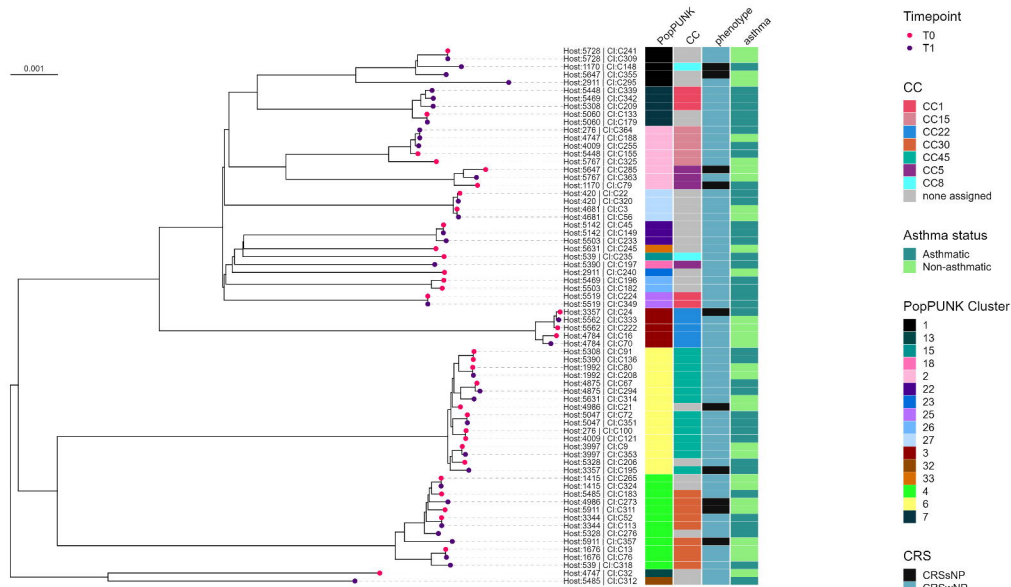 PopPUNK
CC
phenotype
asthma
0.001
Host:5728 | CI:C241
Host:5728 | CI:C309
Host:1170 | CI:C148
Host:5647 | CI:C355
Host:2911 | CI:C295
Host:5448 | CI:C339
Host:5469 | CI:C342
Host:5308 | CI:C209
Host:5060 | CI:C133
Host:5060 | CI:C179
Host:276 | CI:C364
Host:4747 | CI:C188
Host:4009 | CI:C255
Host:5448 | CI:C155
Host:5767 | CI:C325
Host:5647 | CI:C285
Host:5767 | CI:C363
Host:1170 | CI:C79
Host:420 | CI:C22
Host:420 | CI:C320
Host:4681 | CI:C3
Host:4681 | CI:C56
Host:5142 | CI:C45
Host:5142 | CI:C149
Host:5503 | CI:C233
Host:5631 | CI:C245
Host:539 | CI:C235
Host:5390 | CI:C197
Host:2911 | CI:C240
Host:5469 | CI:C196
Host:5503 | CI:C182
Host:5519 | CI:C224
Host:5519 | CI:C349
Host:3357 | CI:C24
Host:5562 | CI:C333
Host:5562 | CI:C222
Host:4784 | CI:C16
Host:4784 | CI:C70
Host:5308 | CI:C91
Host:5390 | CI:C136
Host:1992 | CI:C80
Host:1992 | CI:C208
Host:4875 | CI:C67
Host:4875 | CI:C294
Host:5631 | CI:C314
Host:4986 | CI:C21
Host:5047 | CI:C72
Host:5047 | CI:C351
Host:276 | CI:C100
Host:4009 | CI:C121
Host:3997 | CI:C9
Host:3997 | CI:C353
Host:5328 | CI:C206
Host:3357 | CI:C195
Host:1415 | CI:C265
Host:1415 | CI:C324
Host:5485 | CI:C183
Host:4986 | CI:C273
Host:5911 | CI:C311
Host:3344 | CI:C52
Host:3344 | CI:C113
Host:5328 | CI:C276
Host:5911 | CI:C357
Host:1676 | CI:C13
Host:1676 | CI:C76
Host:539 | CI:C318
Host:4747 | CI:C32
Host:5485 | CI:C312
Timepoint
T0
T1
CC
CC1
CC15
CC22
CC30
CC45
CC5
CC8
none assigned
Asthma status
Asthmatic
Non-asthmatic
PopPUNK Cluster
1
13
15
18
2
22
23
25
26
27
3
32
33
4
6
7
CRS
CRSsNP
CRSwNP